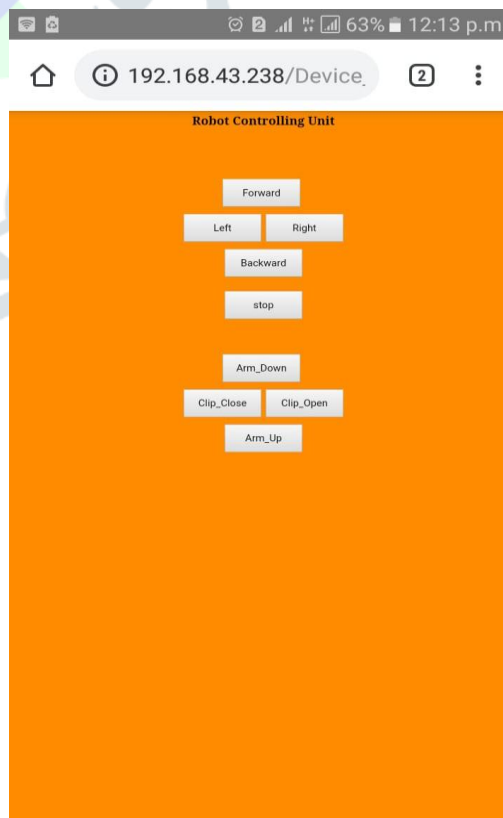 2 H+ 63% 12:13 p.m
192.168.43.238/Device_ 2
Robot Controlling Unit
Forward
Left Right
Backward
stop
Arm_Down
Clip_Close Clip_Open
Arm_Up